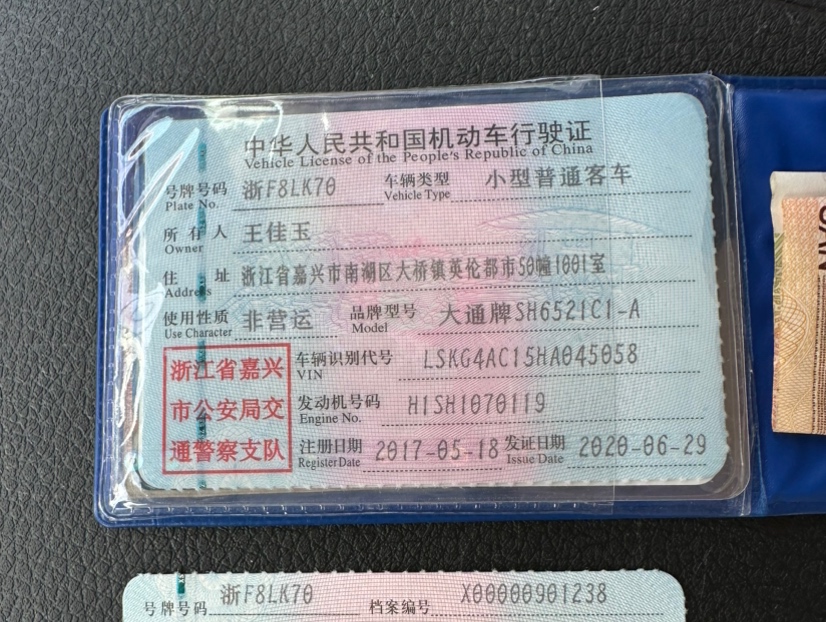 中华人民共和国机动车行驶证
Vehicle License of the People's Republic of China
号牌号码 浙F8LK70 车辆类型 小型普通客车
Plate No. Vehicle Type
所有人 王佳玉
Owner
住址 浙江省嘉兴市南湖区大桥镇英伦都市50幢1001室
Address
使用性质 非营运 品牌型号 大通牌SH6521C1-A
Use Character Model
浙江省嘉兴 车辆识别代号 LSKG4AC15HA045058
VIN
市公安局交 发动机号码 H1SH1070119
Engine No.
通警察支队 注册日期 2017-05-18 发证日期 2020-06-29
Register Date Issue Date
号牌号码 浙F8LK70 档案编号 X00000901238